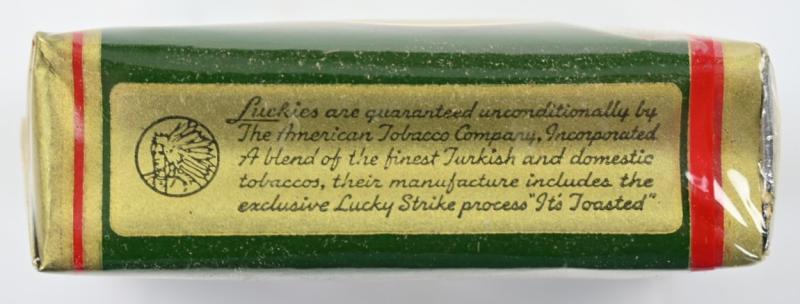 Luckies are guaranteed unconditionally by
The American Tobacco Company, Incorporated
A blend of the finest Turkish and domestic
tobaccos, their manufacture includes the
exclusive Lucky Strike process "It's Toasted"